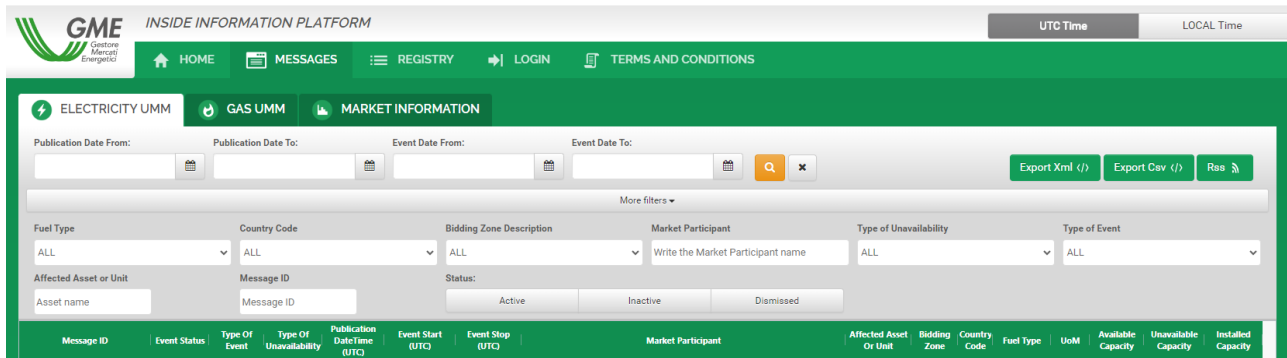 GME
Gestore
Mercati
Energetici
INSIDE INFORMATION PLATFORM
UTC Time LOCAL Time
HOME MESSAGES REGISTRY LOGIN TERMS AND CONDITIONS
ELECTRICITY UMM GAS UMM MARKET INFORMATION
Publication Date From: Publication Date To: Event Date From: Event Date To:
Export Xml </> Export Csv </> Rss
More filters
Fuel Type Country Code Bidding Zone Description Market Participant Type of Unavailability Type of Event
ALL ALL ALL Write the Market Participant name ALL ALL
Affected Asset or Unit Message ID Status:
Asset name Message ID Active Inactive Dismissed
Message ID Event Status Type Of Event Type Of Unavailability Publication DateTime (UTC) Event Start (UTC) Event Stop (UTC) Market Participant Affected Asset Or Unit Bidding Zone Country Code Fuel Type UoM Available Capacity Unavailable Capacity Installed Capacity